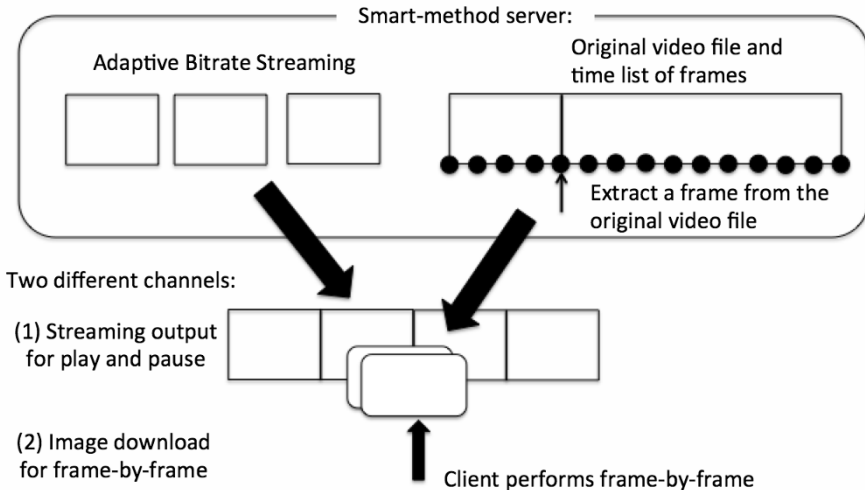 Smart-method server:
Adaptive Bitrate Streaming
Original video file and
time list of frames
Extract a frame from the
original video file
Two different channels:
(1) Streaming output
for play and pause
(2) Image download
for frame-by-frame
Client performs frame-by-frame